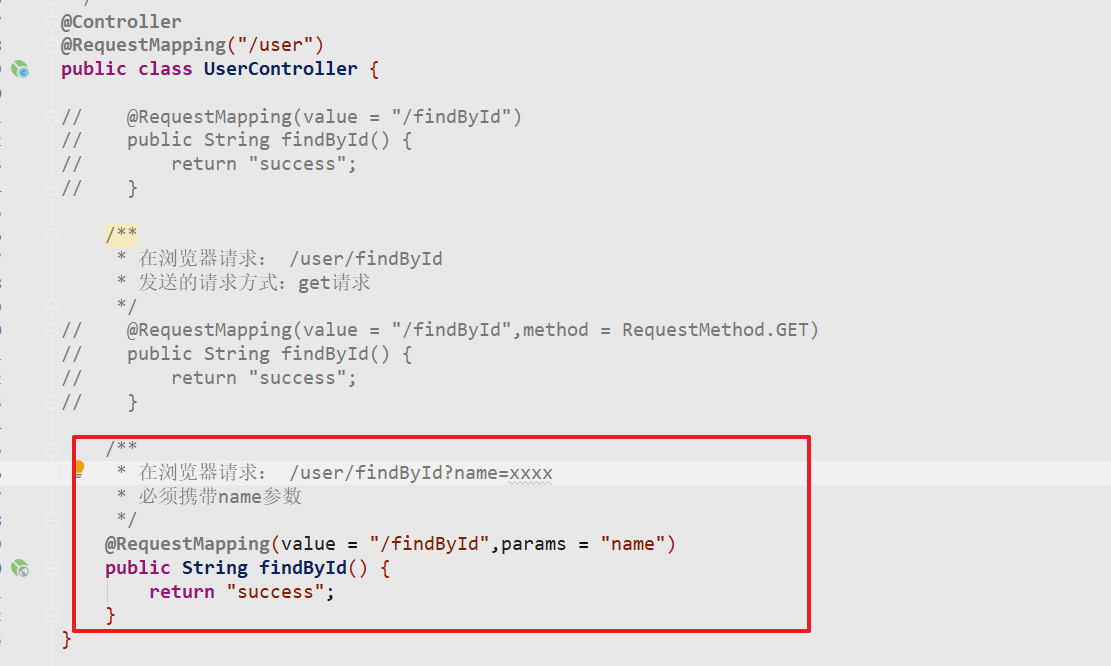 */
@Controller
@RequestMapping("/user")
public class UserController {
//    @RequestMapping(value = "/findById")
//    public String findById() {
//        return "success";
//    }
/**
 * 在浏览器请求： /user/findById
 * 发送的请求方式：get请求
 */
//    @RequestMapping(value = "/findById",method = RequestMethod.GET)
//    public String findById() {
//        return "success";
//    }
/**
 * 在浏览器请求： /user/findById?name=xxxx
 * 必须携带name参数
 */
@RequestMapping(value = "/findById",params = "name")
public String findById() {
return "success";
}
}